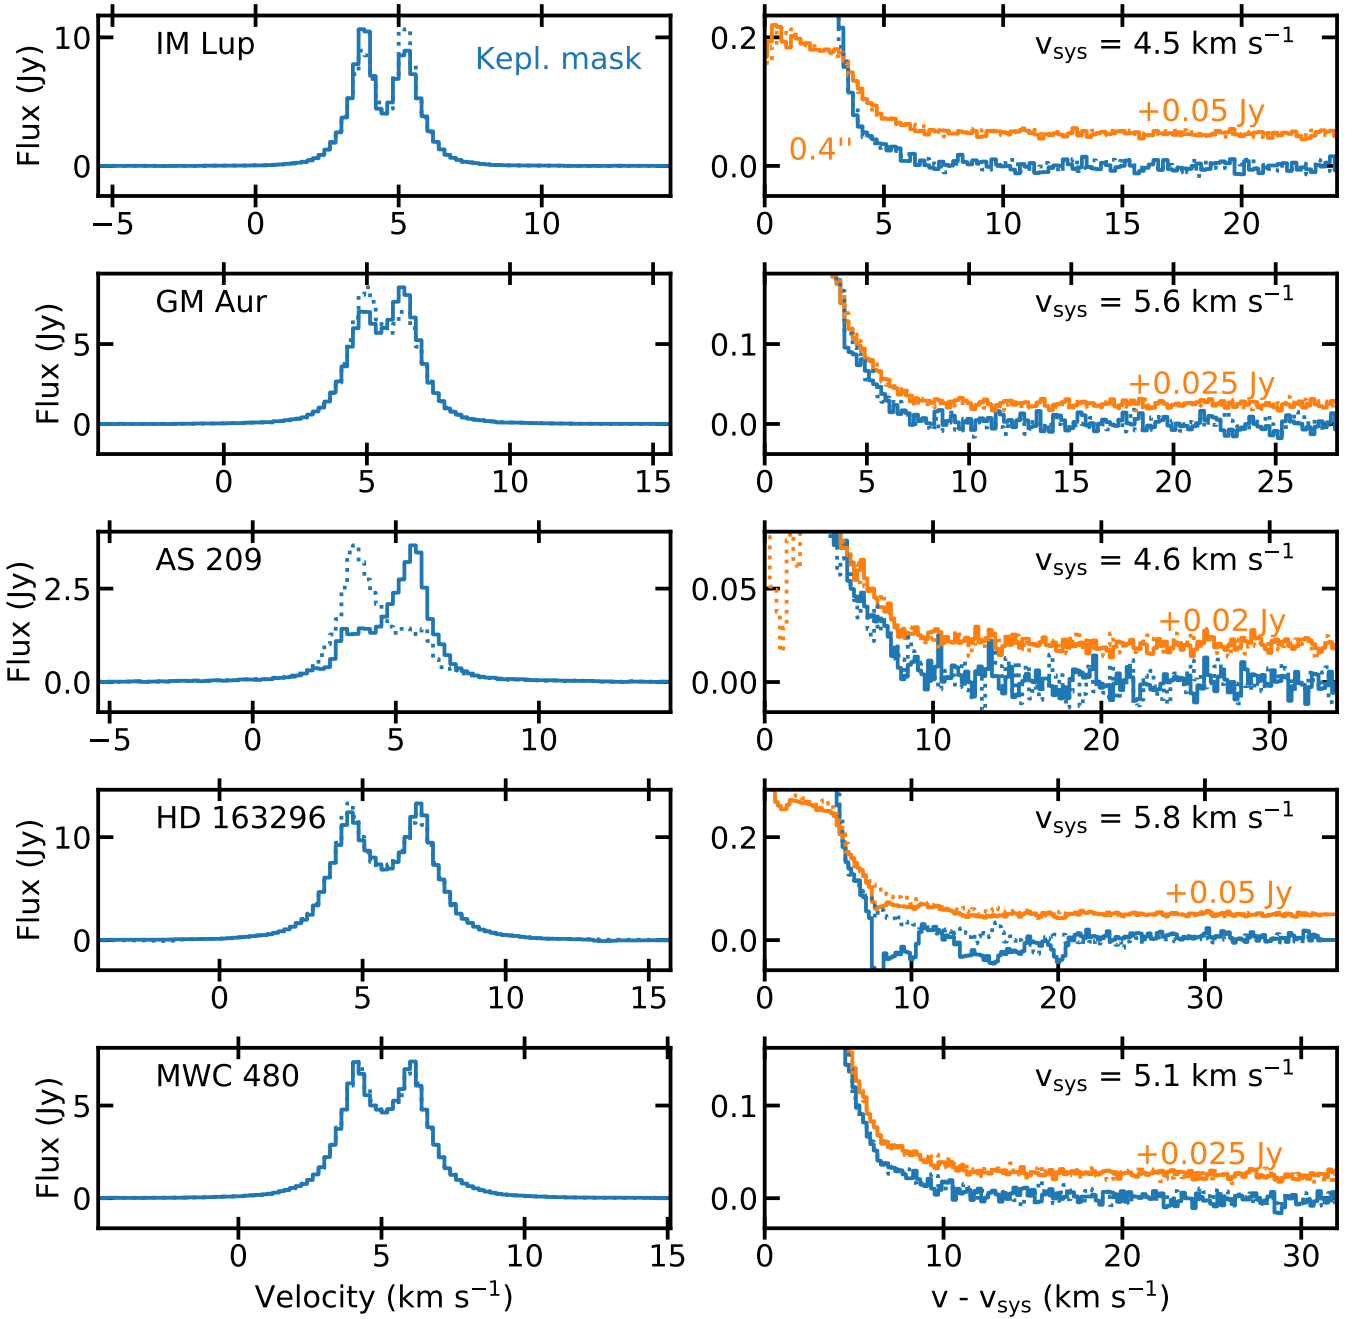 IM Lup
Kepl. mask
Flux (Jy)
10
0
−5 0 5 10
v_sys = 4.5 km s⁻¹
+0.05 Jy
0.4''
0.2
0.0
0 5 10 15 20
GM Aur
Flux (Jy)
5
0
0 5 10 15
v_sys = 5.6 km s⁻¹
+0.025 Jy
0.1
0.0
0 5 10 15 20 25
AS 209
Flux (Jy)
2.5
0.0
−5 0 5 10
v_sys = 4.6 km s⁻¹
+0.02 Jy
0.05
0.00
0 10 20 30
HD 163296
Flux (Jy)
10
0
0 5 10 15
v_sys = 5.8 km s⁻¹
+0.05 Jy
0.2
0.0
0 10 20 30
MWC 480
Flux (Jy)
5
0
0 5 10 15
Velocity (km s⁻¹)
v_sys = 5.1 km s⁻¹
+0.025 Jy
0.1
0.0
0 10 20 30
v - v_sys (km s⁻¹)